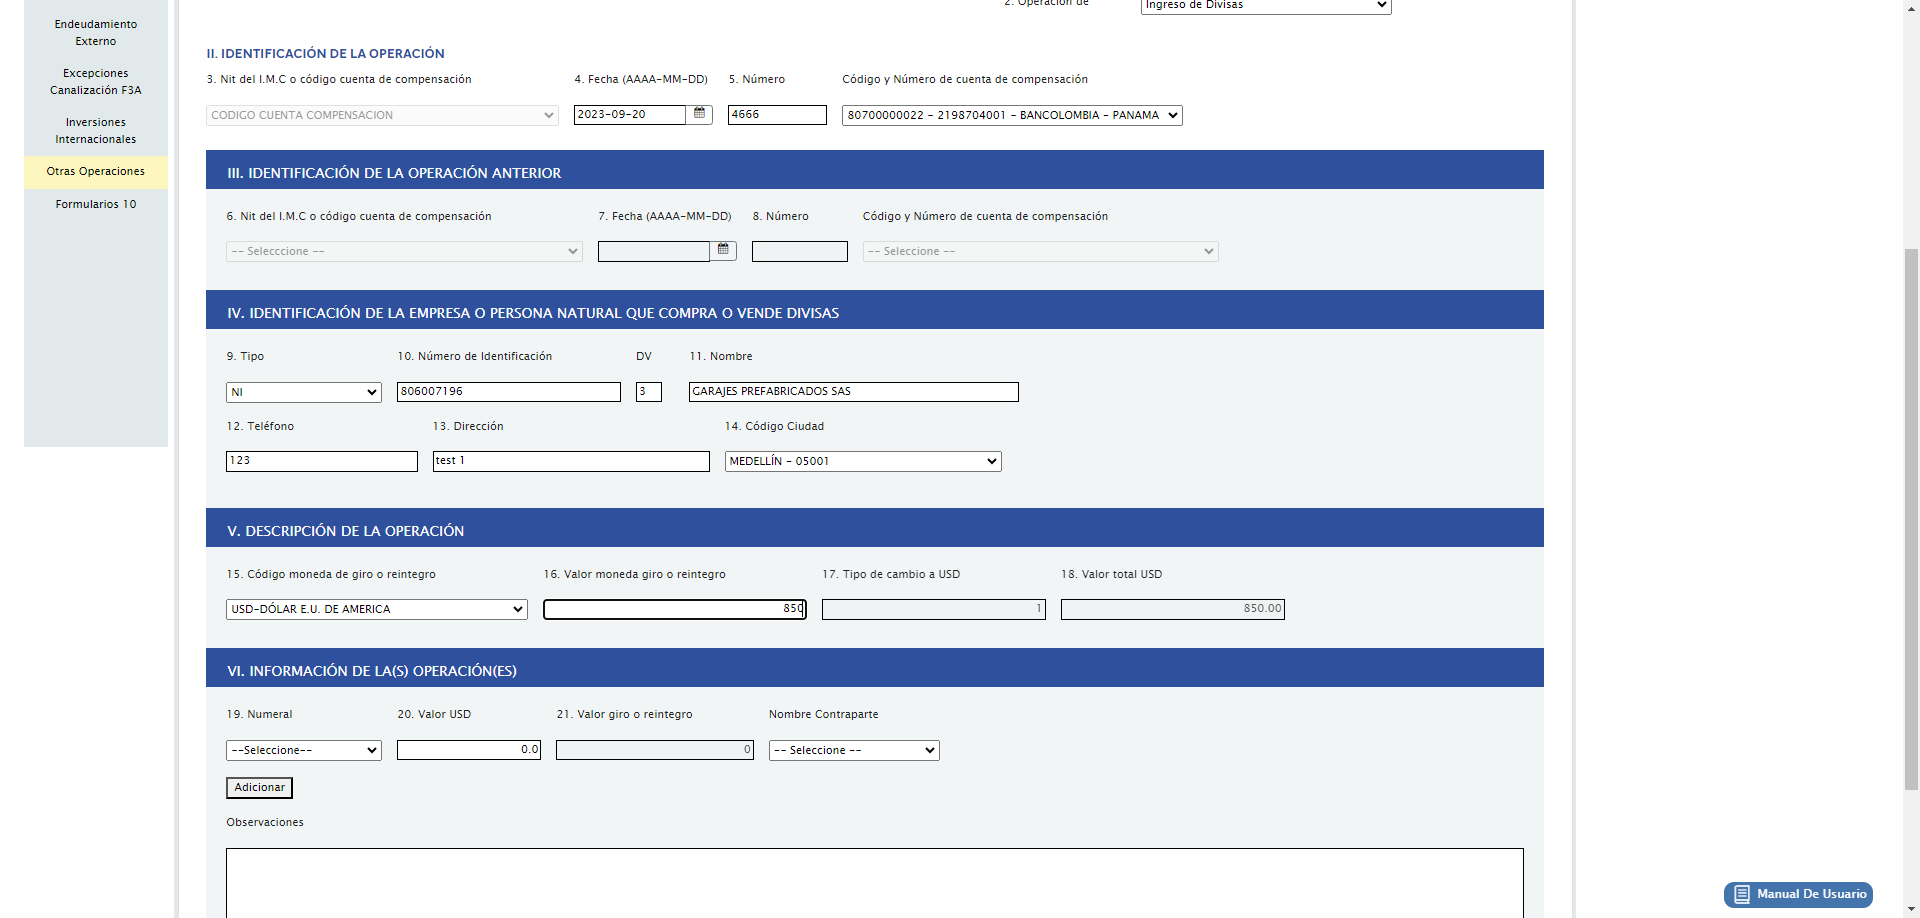 2. Operación de
Ingreso de Divisas
Endeudamiento
Externo
Excepciones
Canalización F3A
Inversiones
Internacionales
Otras Operaciones
Formularios 10
II. IDENTIFICACIÓN DE LA OPERACIÓN
3. Nit del I.M.C o código cuenta de compensación
4. Fecha (AAAA-MM-DD)
5. Número
Código y Número de cuenta de compensación
CODIGO CUENTA COMPENSACION
2023-09-20
4666
80700000022 - 2198704001 - BANCOLOMBIA - PANAMA
III. IDENTIFICACIÓN DE LA OPERACIÓN ANTERIOR
6. Nit del I.M.C o código cuenta de compensación
7. Fecha (AAAA-MM-DD)
8. Número
Código y Número de cuenta de compensación
-- Selecccione --
-- Seleccione --
IV. IDENTIFICACIÓN DE LA EMPRESA O PERSONA NATURAL QUE COMPRA O VENDE DIVISAS
9. Tipo
10. Número de Identificación
DV
11. Nombre
NI
806007196
3
GARAJES PREFABRICADOS SAS
12. Teléfono
13. Dirección
14. Código Ciudad
123
test 1
MEDELLÍN - 05001
V. DESCRIPCIÓN DE LA OPERACIÓN
15. Código moneda de giro o reintegro
16. Valor moneda giro o reintegro
17. Tipo de cambio a USD
18. Valor total USD
USD-DÓLAR E.U. DE AMERICA
850
1
850.00
VI. INFORMACIÓN DE LA(S) OPERACIÓN(ES)
19. Numeral
20. Valor USD
21. Valor giro o reintegro
Nombre Contraparte
--Seleccione--
0.0
0
-- Seleccione --
Adicionar
Observaciones
Manual De Usuario